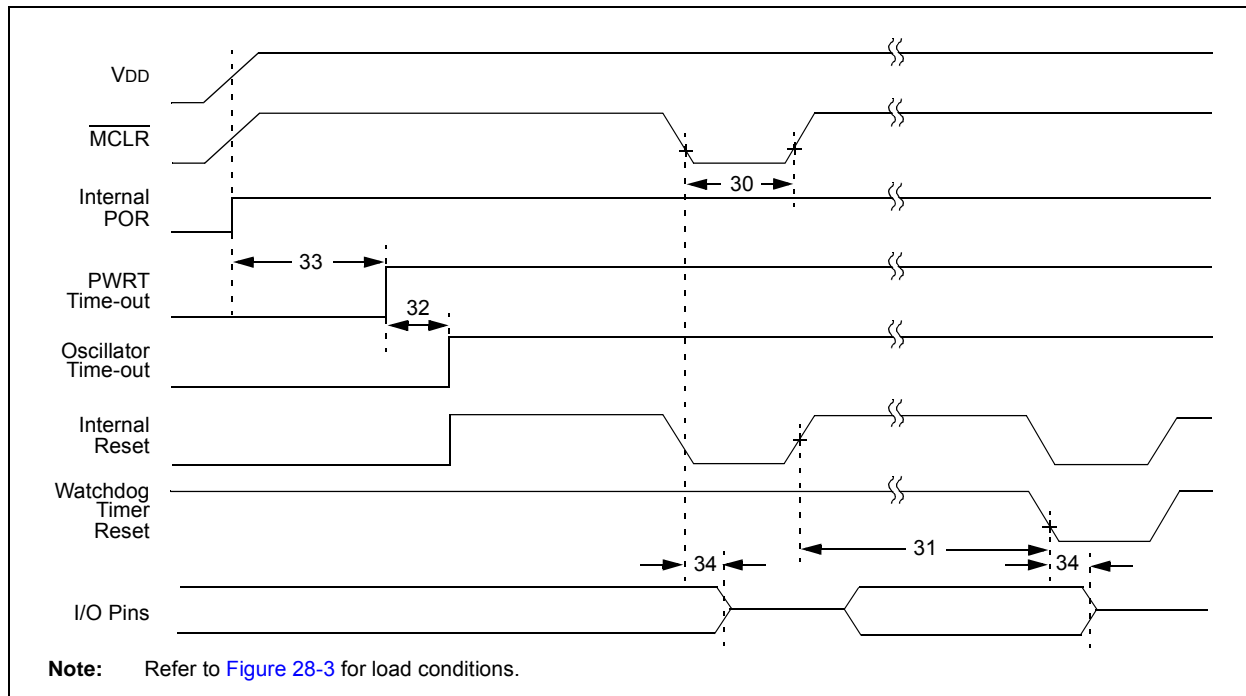 VDD
MCLR
30
Internal
POR
33
PWRT
Time-out
32
Oscillator
Time-out
Internal
Reset
Watchdog
Timer
Reset
31
34
34
I/O Pins
Note: Refer to Figure 28-3 for load conditions.